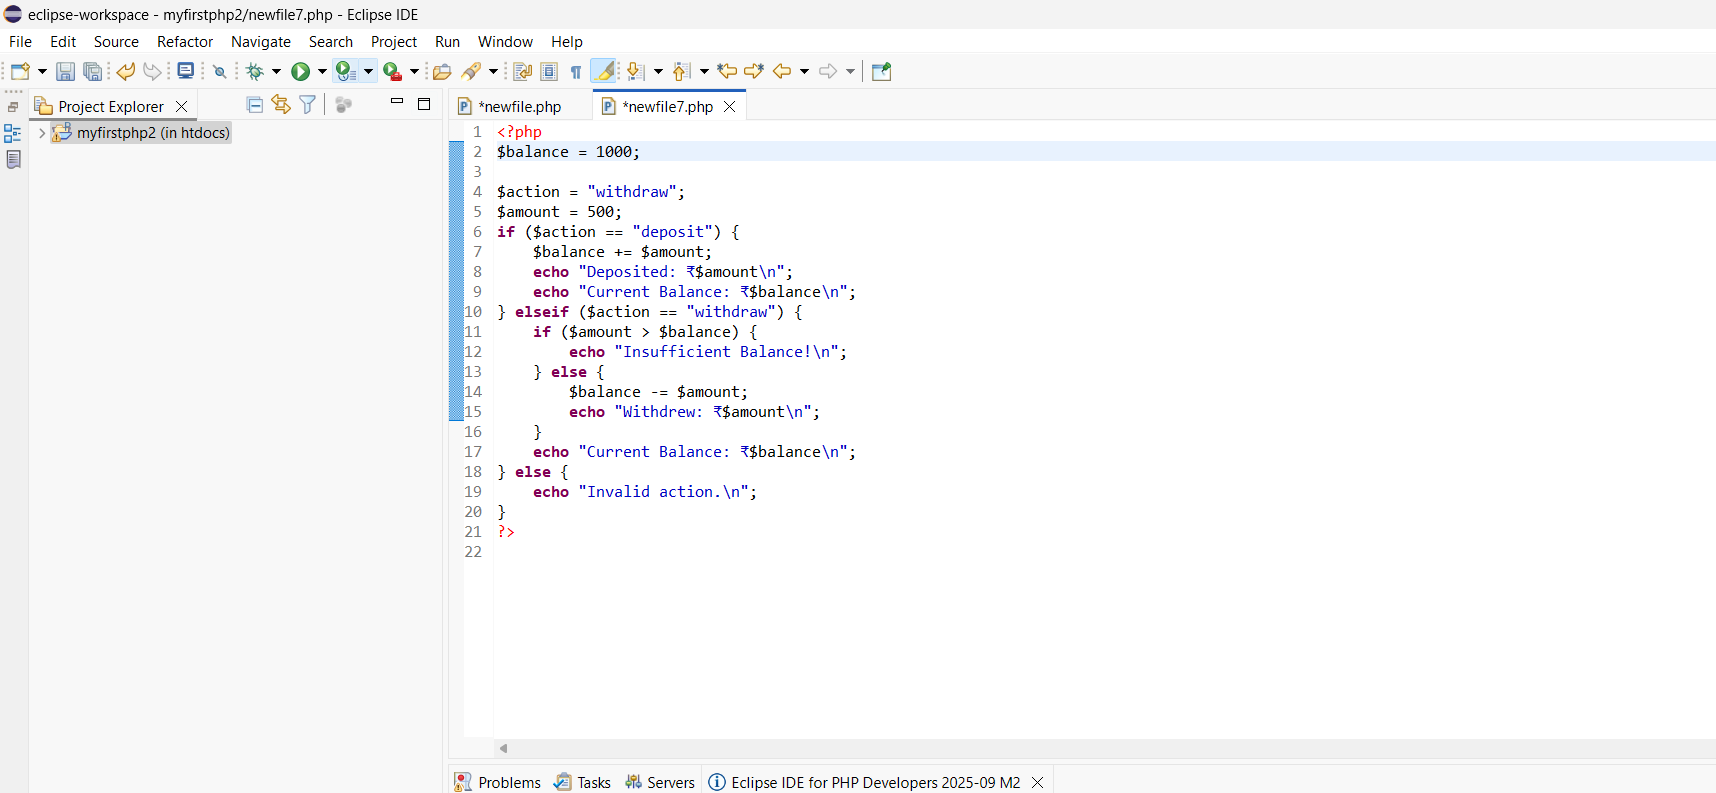 eclipse-workspace - myfirstphp2/newfile7.php - Eclipse IDE
File Edit Source Refactor Navigate Search Project Run Window Help
Project Explorer
myfirstphp2 (in htdocs)
*newfile.php *newfile7.php
1 <?php
2 $balance = 1000;
3
4 $action = "withdraw";
5 $amount = 500;
6 if ($action == "deposit") {
7     $balance += $amount;
8     echo "Deposited: ₹$amount\n";
9     echo "Current Balance: ₹$balance\n";
10 } elseif ($action == "withdraw") {
11     if ($amount > $balance) {
12         echo "Insufficient Balance!\n";
13     } else {
14         $balance -= $amount;
15         echo "Withdrew: ₹$amount\n";
16     }
17     echo "Current Balance: ₹$balance\n";
18 } else {
19     echo "Invalid action.\n";
20 }
21 ?>
22
Problems Tasks Servers Eclipse IDE for PHP Developers 2025-09 M2